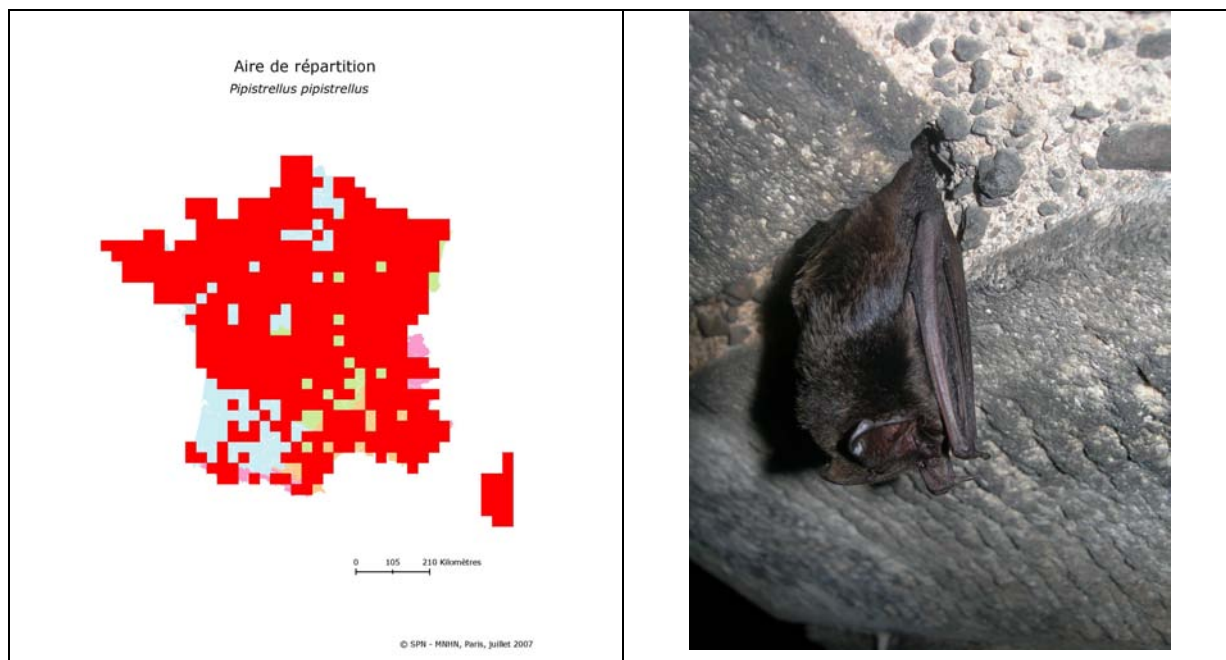 Aire de répartition
Pipistrellus pipistrellus
0 105 210 Kilomètres
© SPN - MNHN, Paris, juillet 2007